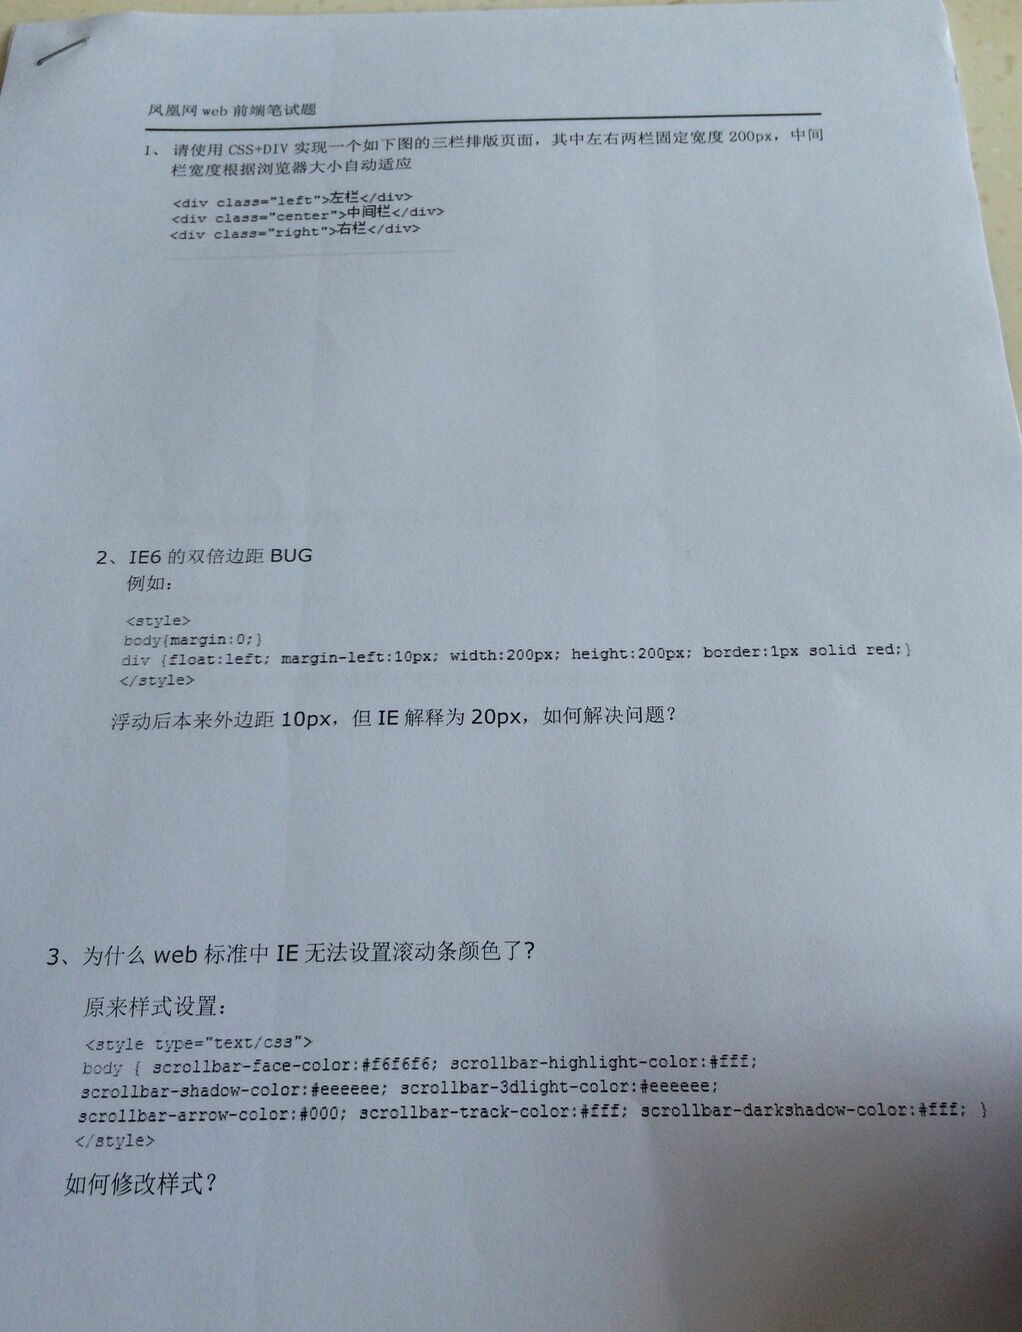 凤凰网 web 前端笔试题
1、 请使用 CSS+DIV 实现一个如下图的三栏排版页面，其中左右两栏固定宽度 200px，中间
栏宽度根据浏览器大小自动适应
<div class="left">左栏</div>
<div class="center">中间栏</div>
<div class="right">右栏</div>
2、IE6 的双倍边距 BUG
例如：
<style>
body{margin:0;}
div {float:left; margin-left:10px; width:200px; height:200px; border:1px solid red;}
</style>
浮动后本来外边距 10px，但 IE 解释为 20px，如何解决问题？
3、为什么 web 标准中 IE 无法设置滚动条颜色了？
原来样式设置：
<style type="text/css">
body { scrollbar-face-color:#f6f6f6; scrollbar-highlight-color:#fff;
scrollbar-shadow-color:#eeeeee; scrollbar-3dlight-color:#eeeeee;
scrollbar-arrow-color:#000; scrollbar-track-color:#fff; scrollbar-darkshadow-color:#fff; }
</style>
如何修改样式？